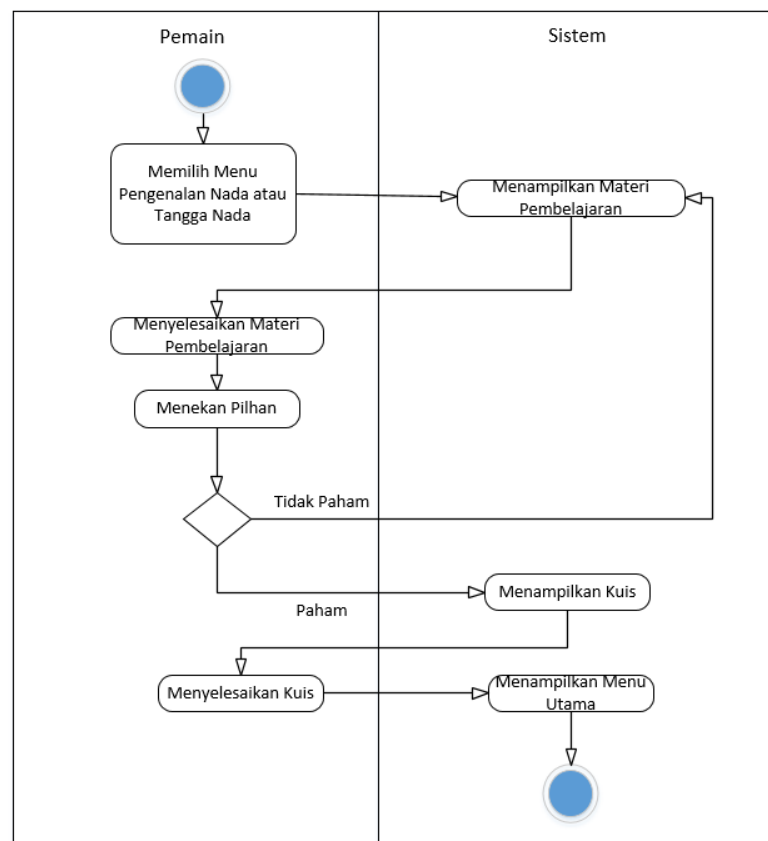 Pemain
Sistem
Memilih Menu
Pengenalan Nada atau
Tangga Nada
Menampilkan Materi
Pembelajaran
Menyelesaikan Materi
Pembelajaran
Menekan Pilhan
Tidak Paham
Menampilkan Kuis
Paham
Menyelesaikan Kuis
Menampilkan Menu
Utama